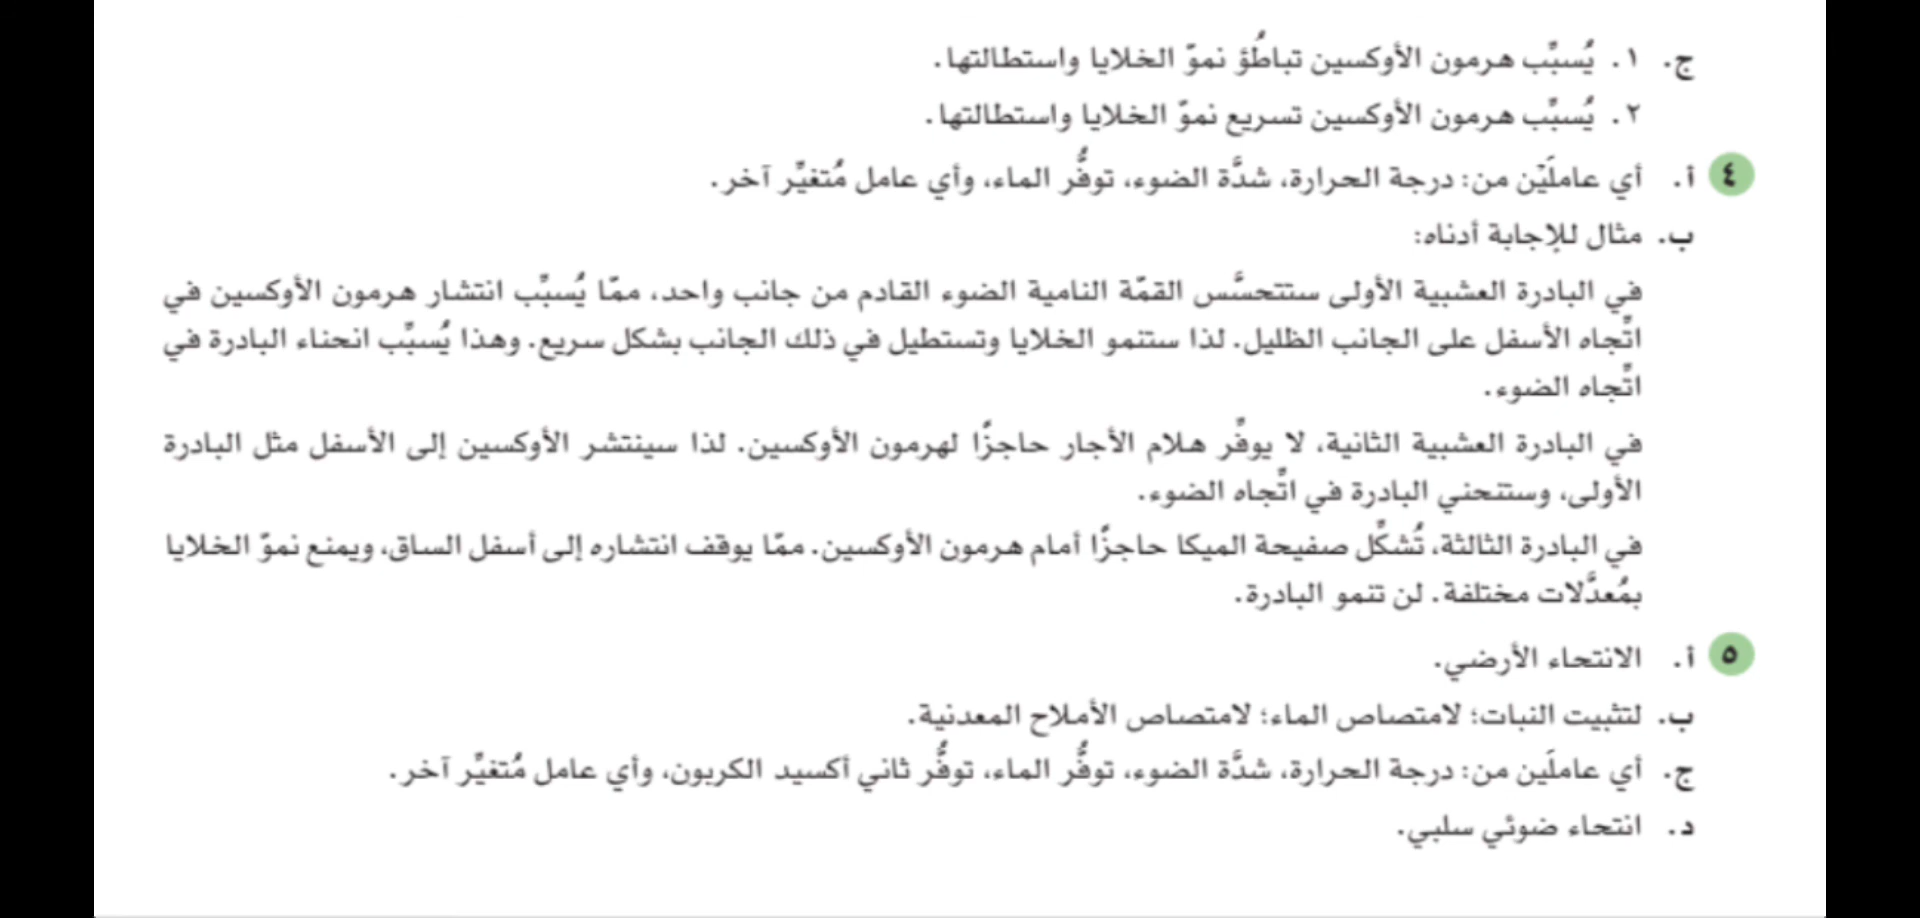 ج. ١. يُسبِّب هرمون الأوكسين تباطُؤ نموّ الخلايا واستطالتها.
٢. يُسبِّب هرمون الأوكسين تسريع نموّ الخلايا واستطالتها.
٤ أ. أي عاملَيْن من: درجة الحرارة، شدَّة الضوء، توفُّر الماء، وأي عامل مُتغيِّر آخر.
ب. مثال للإجابة أدناه:
في البادرة العشبية الأولى ستتحسَّس القمّة النامية الضوء القادم من جانب واحد، ممّا يُسبِّب انتشار هرمون الأوكسين في
اتِّجاه الأسفل على الجانب الظليل. لذا ستنمو الخلايا وتستطيل في ذلك الجانب بشكل سريع. وهذا يُسبِّب انحناء البادرة في
اتِّجاه الضوء.
في البادرة العشبية الثانية، لا يوفِّر هلام الأجار حاجزًا لهرمون الأوكسين. لذا سينتشر الأوكسين إلى الأسفل مثل البادرة
الأولى، وستنحني البادرة في اتِّجاه الضوء.
في البادرة الثالثة، تُشكِّل صفيحة الميكا حاجزًا أمام هرمون الأوكسين. ممّا يوقف انتشاره إلى أسفل الساق، ويمنع نموّ الخلايا
بمُعدَّلات مختلفة. لن تنمو البادرة.
٥ أ. الانتحاء الأرضي.
ب. لتثبيت النبات؛ لامتصاص الماء؛ لامتصاص الأملاح المعدنية.
ج. أي عاملَين من: درجة الحرارة، شدَّة الضوء، توفُّر الماء، توفُّر ثاني أكسيد الكربون، وأي عامل مُتغيِّر آخر.
د. انتحاء ضوئي سلبي.